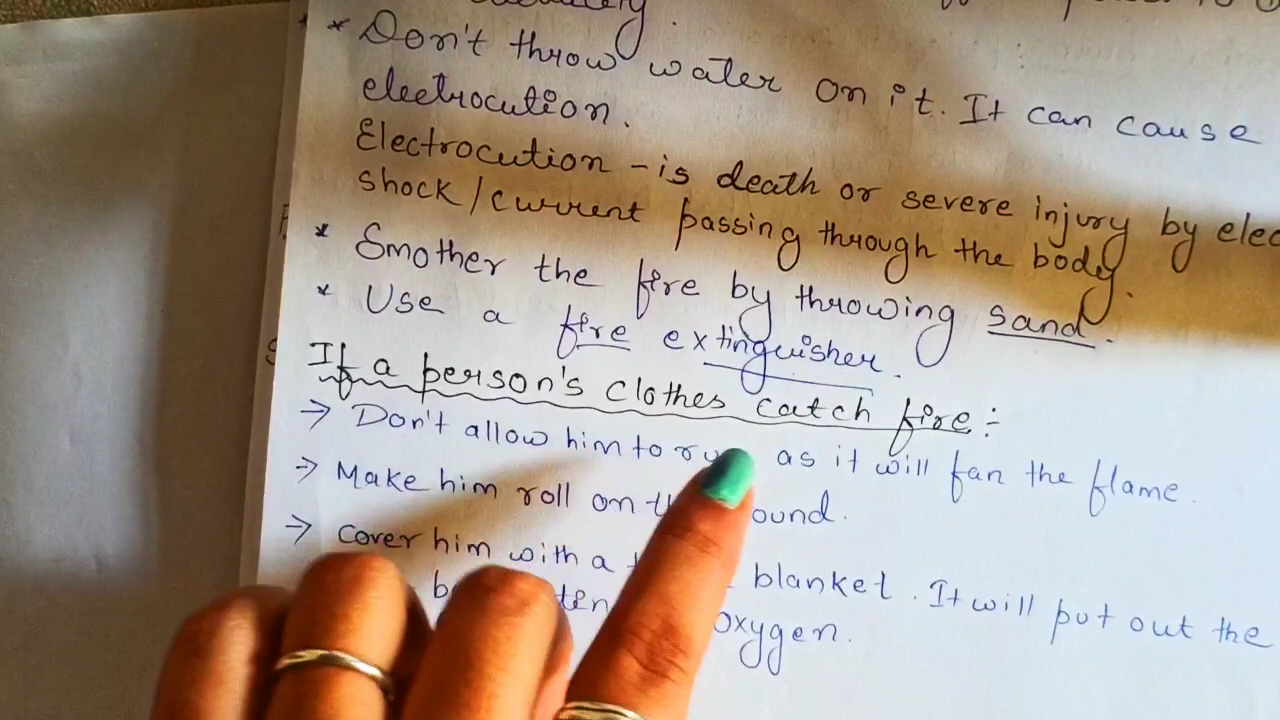 * Don't throw water on it. It can cause
electrocution.
Electrocution - is death or severe injury by elec
shock/current passing through the body.
* Smother the fire by throwing sand.
* Use a fire extinguisher.
If a person's clothes catch fire :-
→ Don't allow him to run as it will fan the flame.
→ Make him roll on ound.
→ Cover him with a blanket. It will put out the
oxygen.